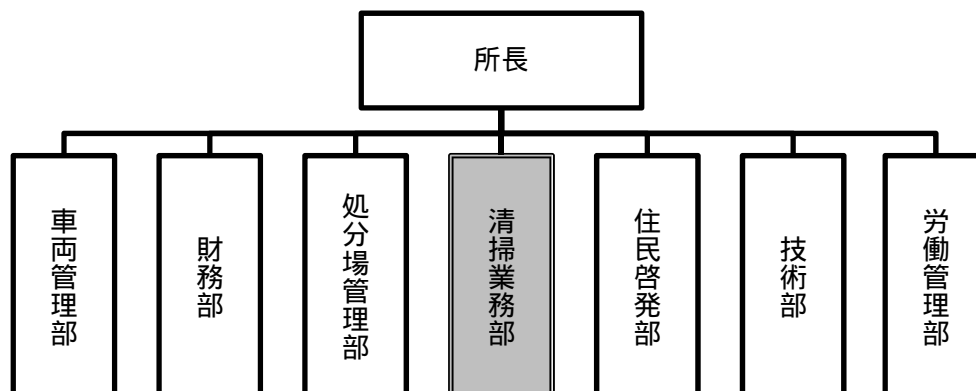 所長
車両管理部
財務部
処分場管理部
清掃業務部
住民啓発部
技術部
労働管理部